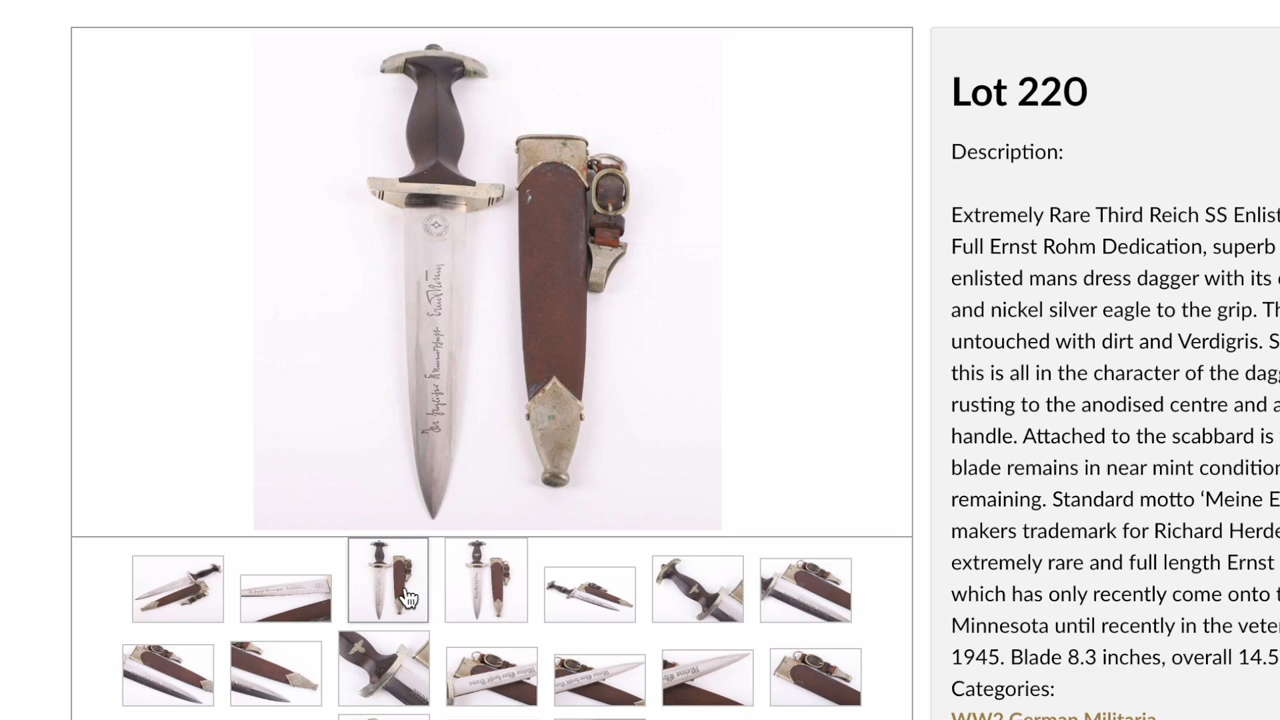 Lot 220
Description:
Extremely Rare Third Reich SS Enlist
Full Ernst Rohm Dedication, superb
enlisted mans dress dagger with its
and nickel silver eagle to the grip. Th
untouched with dirt and Verdigris. S
this is all in the character of the dag
rusting to the anodised centre and a
handle. Attached to the scabbard is
blade remains in near mint condition
remaining. Standard motto ‘Meine E
makers trademark for Richard Herde
extremely rare and full length Ernst
which has only recently come onto t
Minnesota until recently in the veter
1945. Blade 8.3 inches, overall 14.5
Categories:
WW2 German Militaria